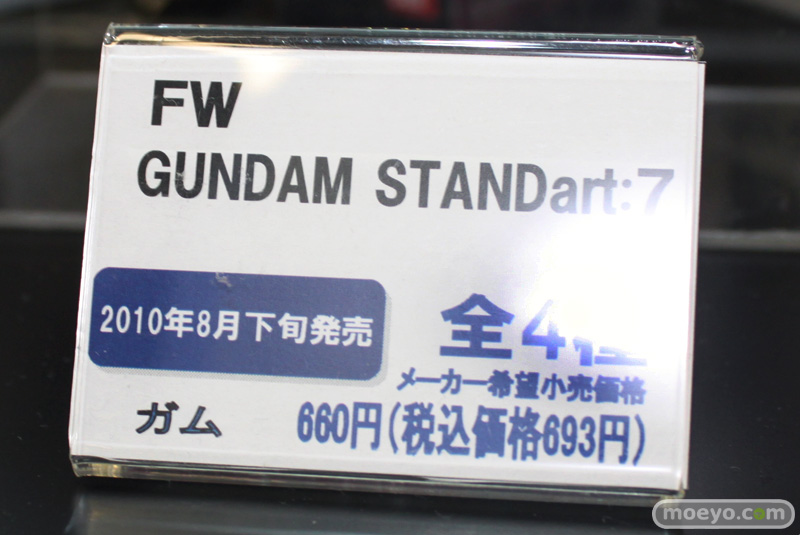 FW
GUNDAM STANDart:7
2010年8月下旬発売
全4種
メーカー希望小売価格
ガム
660円(税込価格693円)
moeyo.com